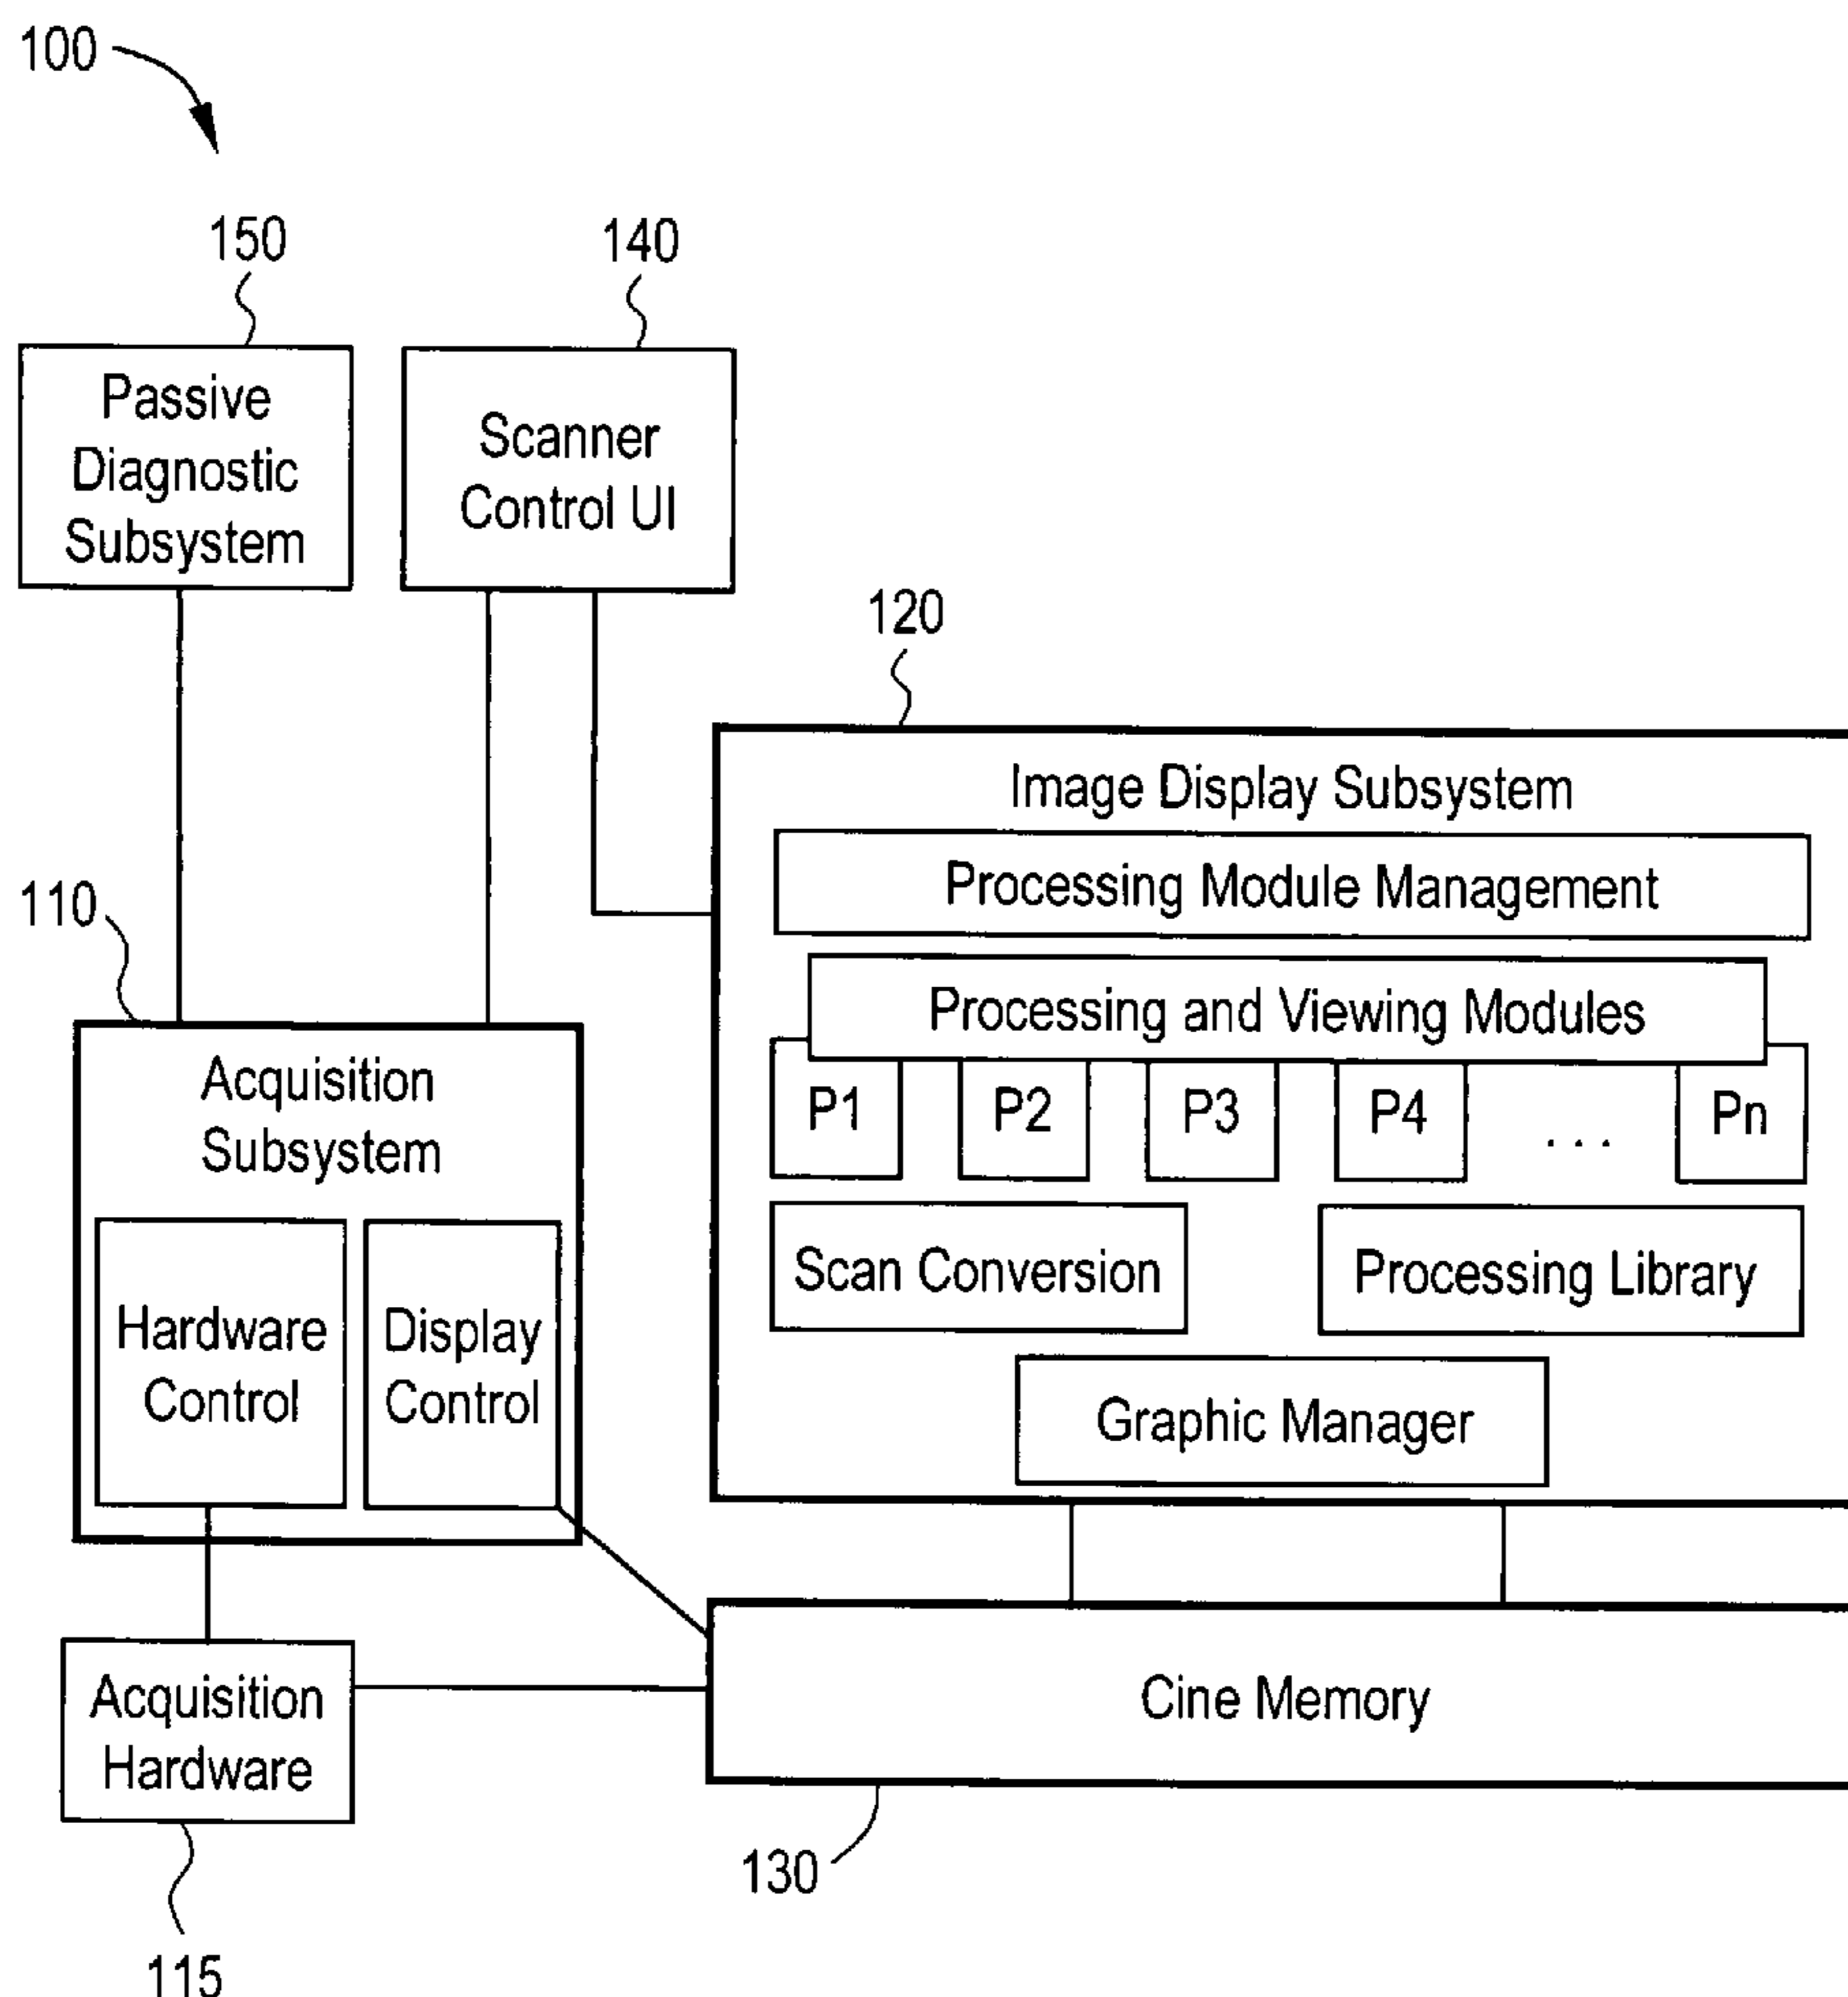 100
150
140
Passive
Diagnostic
Subsystem
Scanner
Control UI
120
Image Display Subsystem
Processing Module Management
110
Processing and Viewing Modules
P1 P2 P3 P4 ... Pn
Acquisition
Subsystem
Scan Conversion
Processing Library
Hardware
Control
Display
Control
Graphic Manager
Acquisition
Hardware
Cine Memory
130
115